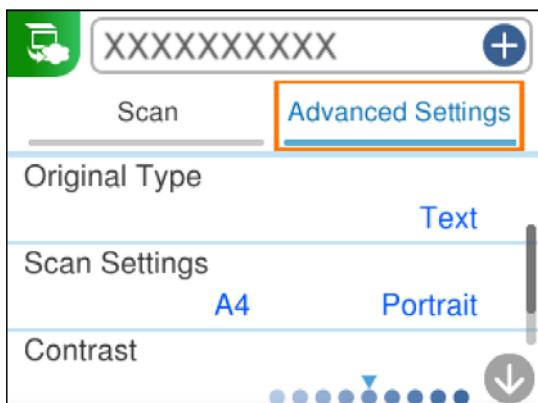 XXXXXXXXXX
Scan Advanced Settings
Original Type
Text
Scan Settings
A4 Portrait
Contrast